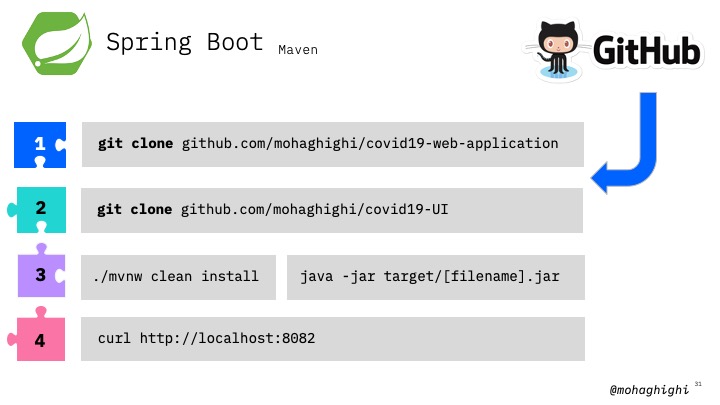 Spring Boot Maven
GitHub
1 git clone github.com/mohaghighi/covid19-web-application
2 git clone github.com/mohaghighi/covid19-UI
3 ./mvnw clean install java -jar target/[filename].jar
4 curl http://localhost:8082
@mohaghighi 31